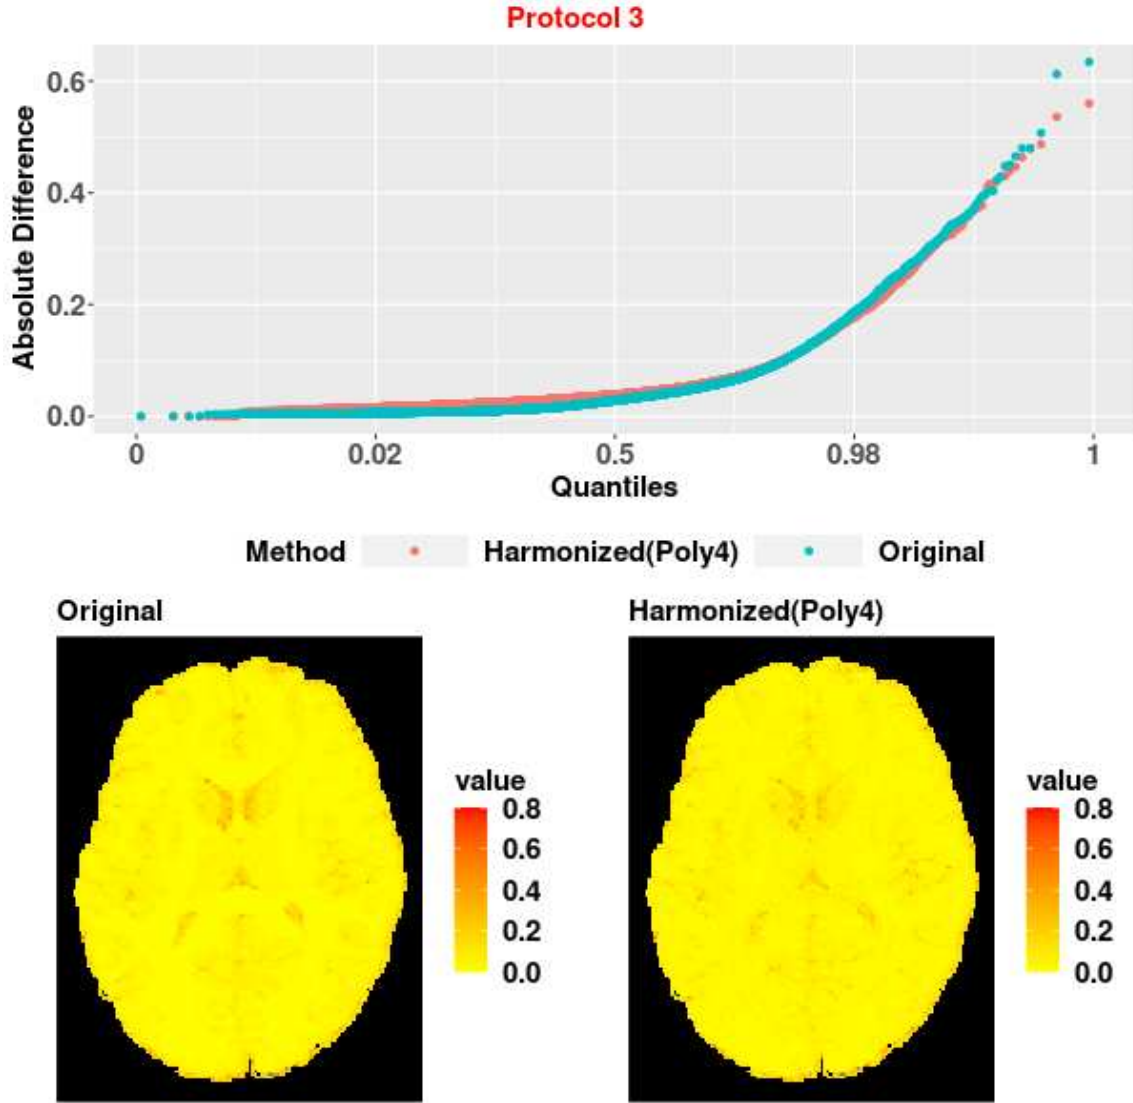 Protocol 3
Absolute Difference
0.6
0.4
0.2
0.0
0 0.02 0.5 0.98 1
Quantiles
Method Harmonized(Poly4) Original
Original Harmonized(Poly4)
value value
0.8 0.8
0.6 0.6
0.4 0.4
0.2 0.2
0.0 0.0